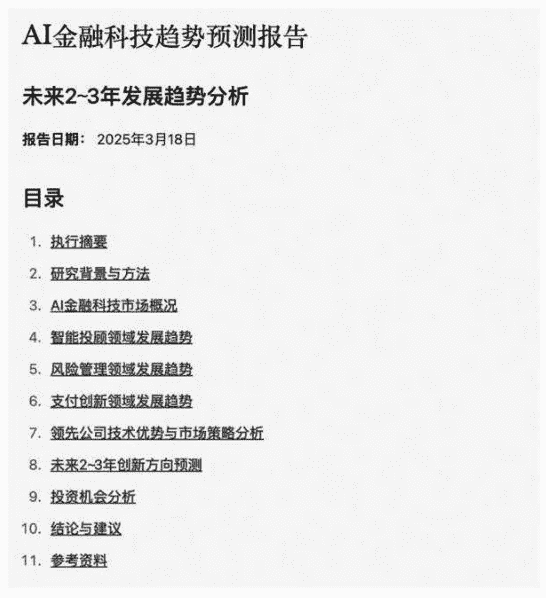 AI金融科技趋势预测报告
未来2~3年发展趋势分析
报告日期： 2025年3月18日
目录
1. 执行摘要
2. 研究背景与方法
3. AI金融科技市场概况
4. 智能投顾领域发展趋势
5. 风险管理领域发展趋势
6. 支付创新领域发展趋势
7. 领先公司技术优势与市场策略分析
8. 未来2~3年创新方向预测
9. 投资机会分析
10. 结论与建议
11. 参考资料